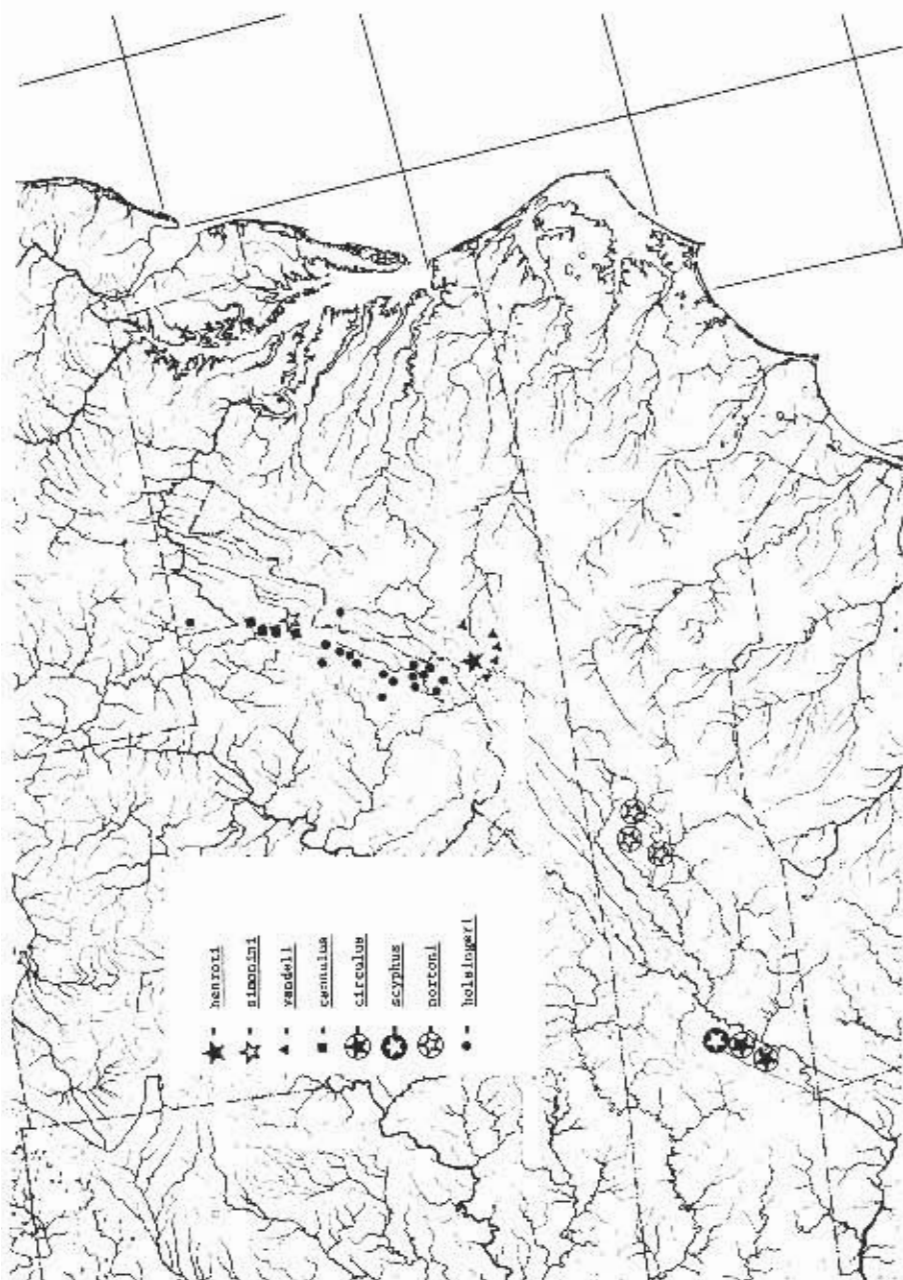 ★ - henroti
☆ - simonini
▲ - vandeli
■ - cannulus
circulus
scyphus
nortoni
● - holsingeri